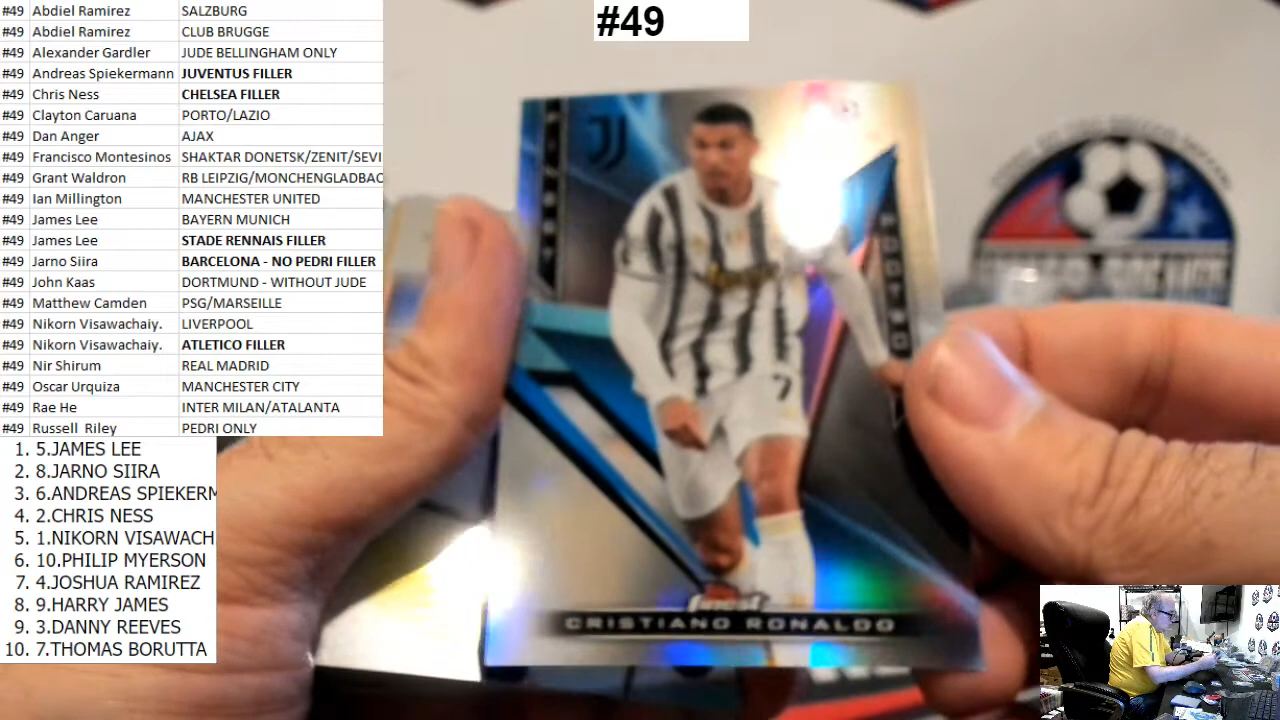 #49 Abdiel Ramirez SALZBURG
#49 Abdiel Ramirez CLUB BRUGGE
#49 Alexander Gardler JUDE BELLINGHAM ONLY
#49 Andreas Spiekermann JUVENTUS FILLER
#49 Chris Ness CHELSEA FILLER
#49 Clayton Caruana PORTO/LAZIO
#49 Dan Anger AJAX
#49 Francisco Montesinos SHAKTAR DONETSK/ZENIT/SEVI
#49 Grant Waldron RB LEIPZIG/MONCHENGLADBAC
#49 Ian Millington MANCHESTER UNITED
#49 James Lee BAYERN MUNICH
#49 James Lee STADE RENNAIS FILLER
#49 Jarno Siira BARCELONA - NO PEDRI FILLER
#49 John Kaas DORTMUND - WITHOUT JUDE
#49 Matthew Camden PSG/MARSEILLE
#49 Nikorn Visawachaiy. LIVERPOOL
#49 Nikorn Visawachaiy. ATLETICO FILLER
#49 Nir Shirum REAL MADRID
#49 Oscar Urquiza MANCHESTER CITY
#49 Rae He INTER MILAN/ATALANTA
#49 Russell Riley PEDRI ONLY
1. 5.JAMES LEE
2. 8.JARNO SIIRA
3. 6.ANDREAS SPIEKERM
4. 2.CHRIS NESS
5. 1.NIKORN VISAWACH
6. 10.PHILIP MYERSON
7. 4.JOSHUA RAMIREZ
8. 9.HARRY JAMES
9. 3.DANNY REEVES
10. 7.THOMAS BORUTTA
#49
FINEST
7
finest
CRISTIANO RONALDO